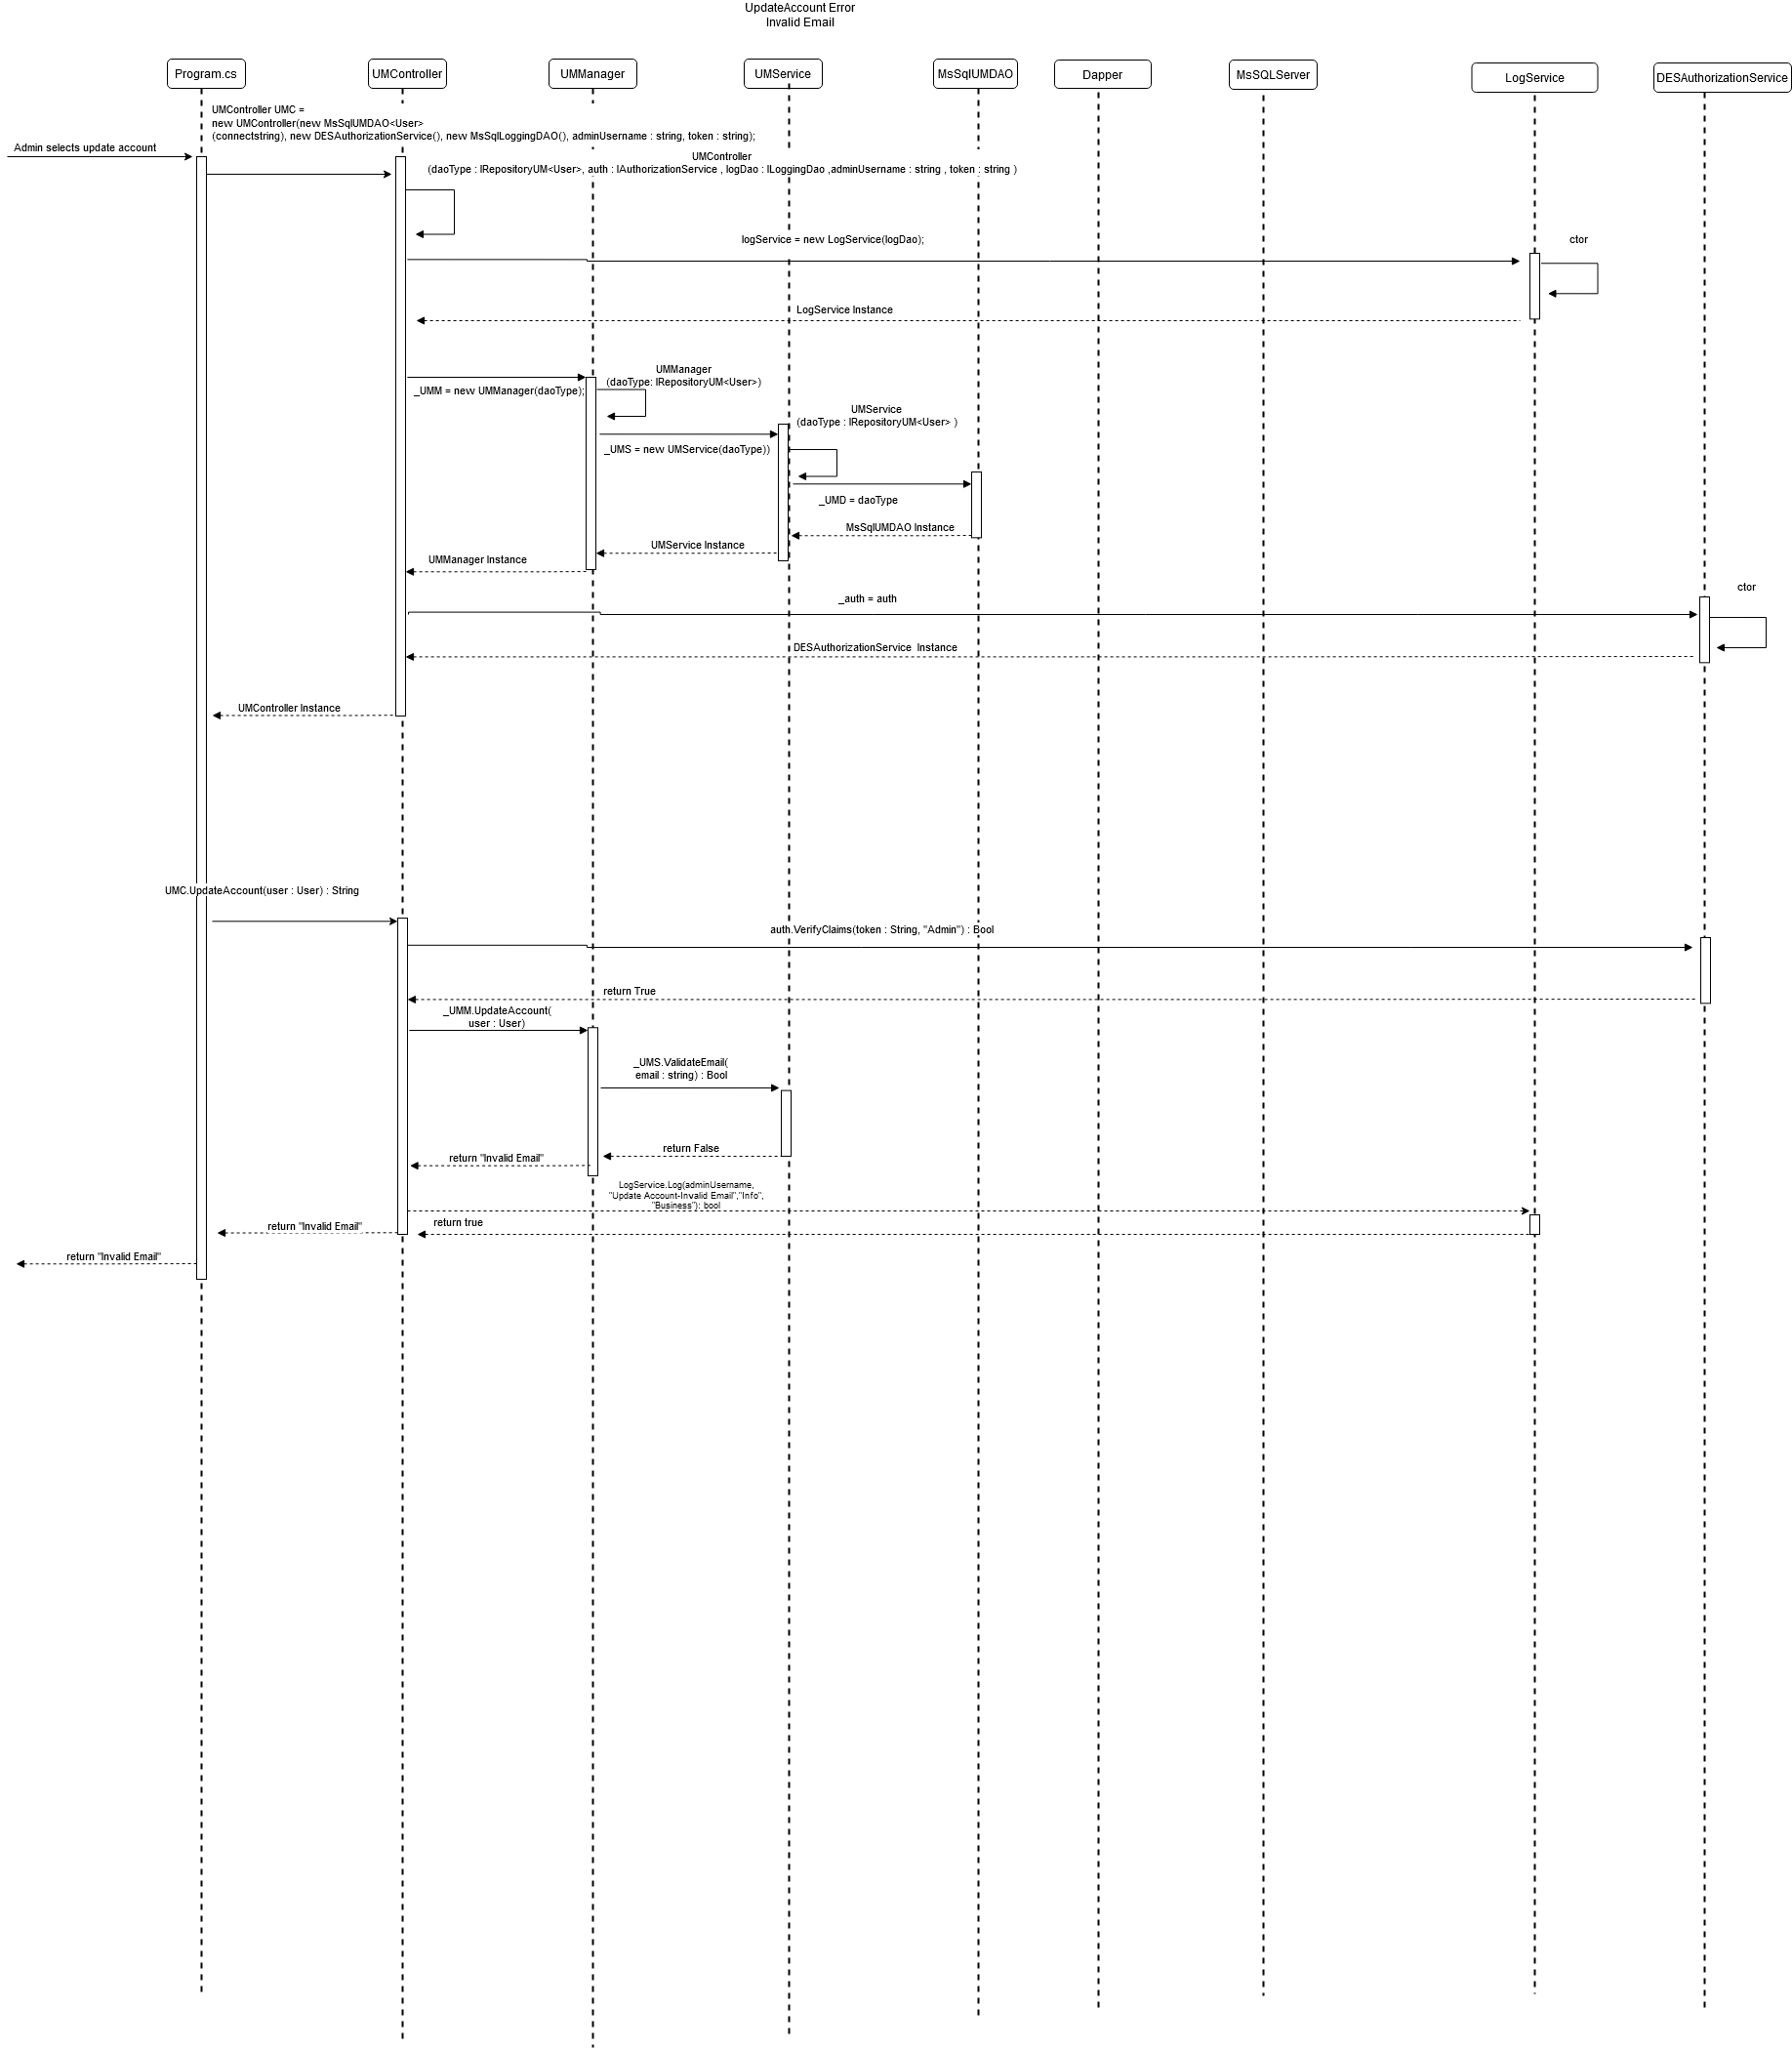 UpdateAccount Error
Invalid Email
Program.cs
UMController
UMManager
UMService
MsSqlUMDAO
Dapper
MsSQLServer
LogService
DESAuthorizationService
UMController UMC =
new UMController(new MsSqlUMDAO<User>
(connectstring), new DESAuthorizationService(), new MsSqlLoggingDAO(), adminUsername : string, token : string);
Admin selects update account
UMController
(daoType : IRepositoryUM<User>, auth : IAuthorizationService , logDao : ILoggingDao ,adminUsername : string , token : string )
logService = new LogService(logDao);
ctor
LogService Instance
UMManager
(daoType: IRepositoryUM<User>)
_UMM = new UMManager(daoType);
UMService
(daoType : IRepositoryUM<User> )
_UMS = new UMService(daoType))
_UMD = daoType
MsSqlUMDAO Instance
UMService Instance
UMManager Instance
ctor
_auth = auth
DESAuthorizationService  Instance
UMController Instance
UMC.UpdateAccount(user : User) : String
auth.VerifyClaims(token : String, "Admin") : Bool
return True
_UMM.UpdateAccount(
user : User)
_UMS.ValidateEmail(
email : string) : Bool
return False
return "Invalid Email"
LogService.Log(adminUsername,
"Update Account-Invalid Email","Info",
"Business"): bool
return true
return "Invalid Email"
return "Invalid Email"